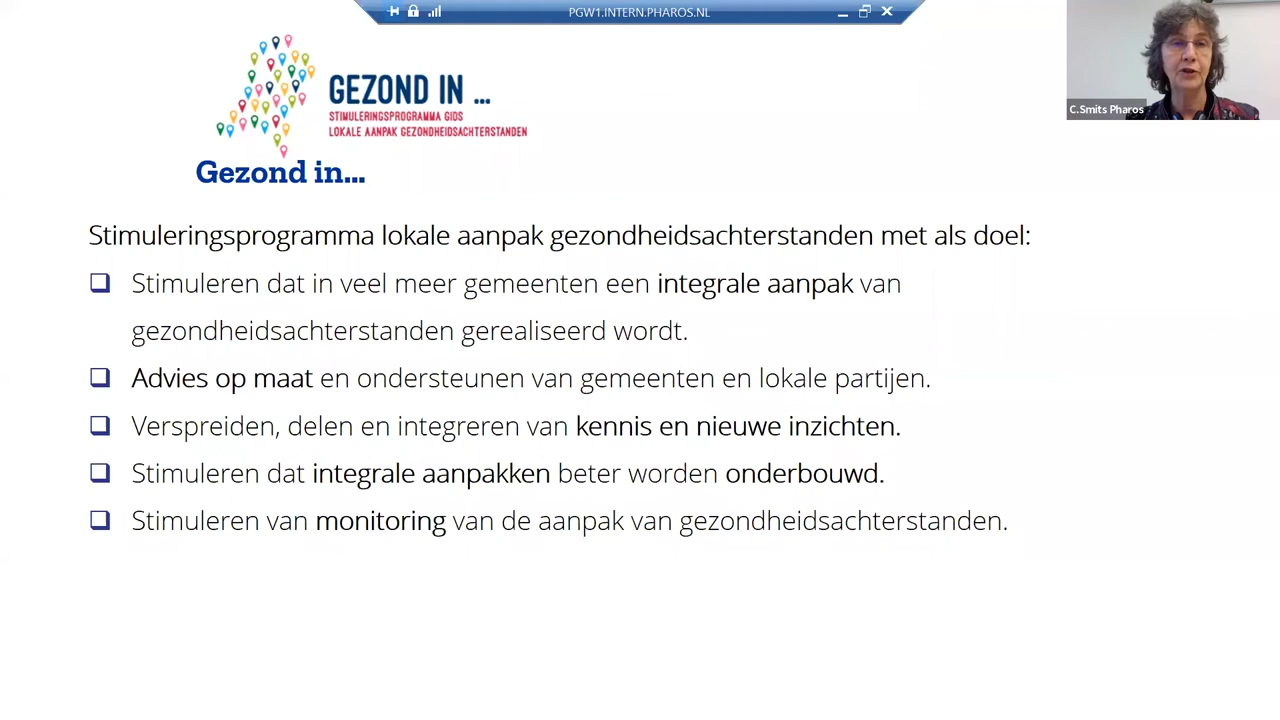 PGW1.INTERN.PHAROS.NL
C.Smits Pharos
GEZOND IN ...
STIMULERINGSPROGRAMMA GIDS
LOKALE AANPAK GEZONDHEIDSACHTERSTANDEN
Gezond in...
Stimuleringsprogramma lokale aanpak gezondheidsachterstanden met als doel:
Stimuleren dat in veel meer gemeenten een integrale aanpak van
gezondheidsachterstanden gerealiseerd wordt.
Advies op maat en ondersteunen van gemeenten en lokale partijen.
Verspreiden, delen en integreren van kennis en nieuwe inzichten.
Stimuleren dat integrale aanpakken beter worden onderbouwd.
Stimuleren van monitoring van de aanpak van gezondheidsachterstanden.